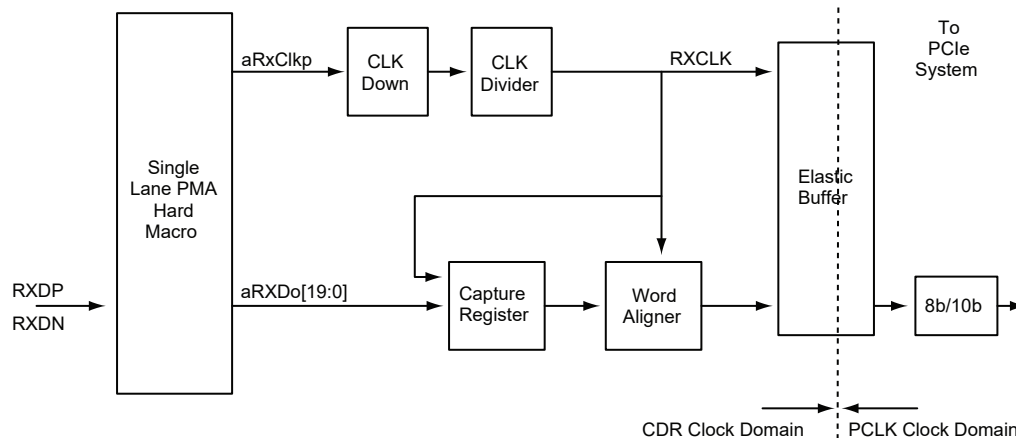 To
PCIe
System
aRxClkp
CLK
Down
CLK
Divider
RXCLK
Single
Lane PMA
Hard
Macro
Elastic
Buffer
RXDP
RXDN
aRXDo[19:0]
Capture
Register
Word
Aligner
8b/10b
CDR Clock Domain
PCLK Clock Domain